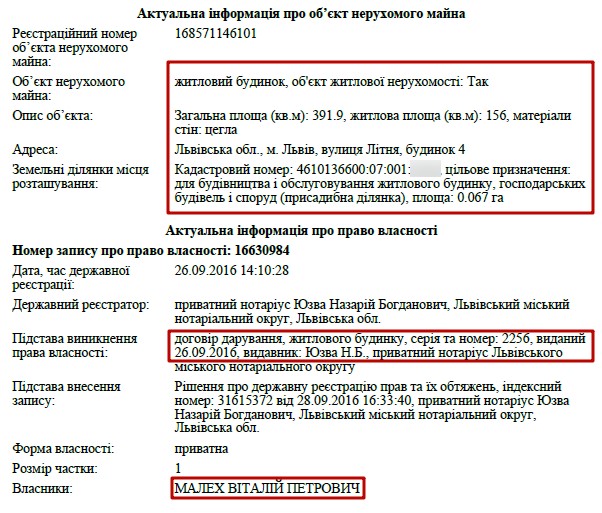 Актуальна інформація про об’єкт нерухомого майна
Реєстраційний номер об’єкта нерухомого майна: 168571146101
Об’єкт нерухомого майна: житловий будинок, об'єкт житлової нерухомості: Так
Опис об’єкта: Загальна площа (кв.м): 391.9, житлова площа (кв.м): 156, матеріали
стін: цегла
Адреса: Львівська обл., м. Львів, вулиця Літня, будинок 4
Земельні ділянки місця розташування: Кадастровий номер: 4610136600:07:001: , цільове призначення:
для будівництва і обслуговування житлового будинку, господарських
будівель і споруд (присадибна ділянка), площа: 0.067 га
Актуальна інформація про право власності
Номер запису про право власності: 16630984
Дата, час державної реєстрації: 26.09.2016 14:10:28
Державний реєстратор: приватний нотаріус Юзва Назарій Богданович, Львівський міський
нотаріальний округ, Львівська обл.
Підстава виникнення права власності: договір дарування, житлового будинку, серія та номер: 2256, виданий
26.09.2016, видавник: Юзва Н.Б., приватний нотаріус Львівського
міського нотаріального округу
Підстава внесення запису: Рішення про державну реєстрацію прав та їх обтяжень, індексний
номер: 31615372 від 28.09.2016 16:33:40, приватний нотаріус Юзва
Назарій Богданович, Львівський міський нотаріальний округ,
Львівська обл.
Форма власності: приватна
Розмір частки: 1
Власники: МАЛЕХ ВІТАЛІЙ ПЕТРОВИЧ